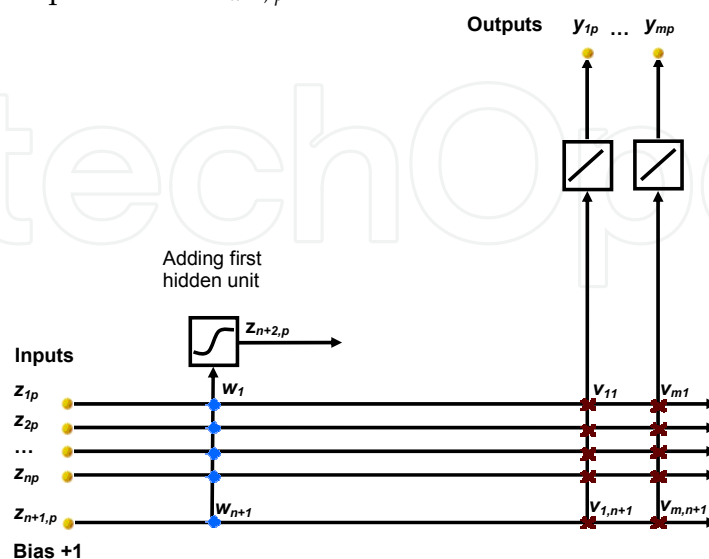 Outputs y1p … ymp
Adding first
hidden unit
zn+2,p
Inputs
z1p w1 v11 vm1
z2p
…
znp
zn+1,p wn+1 v1,n+1 vm,n+1
Bias +1